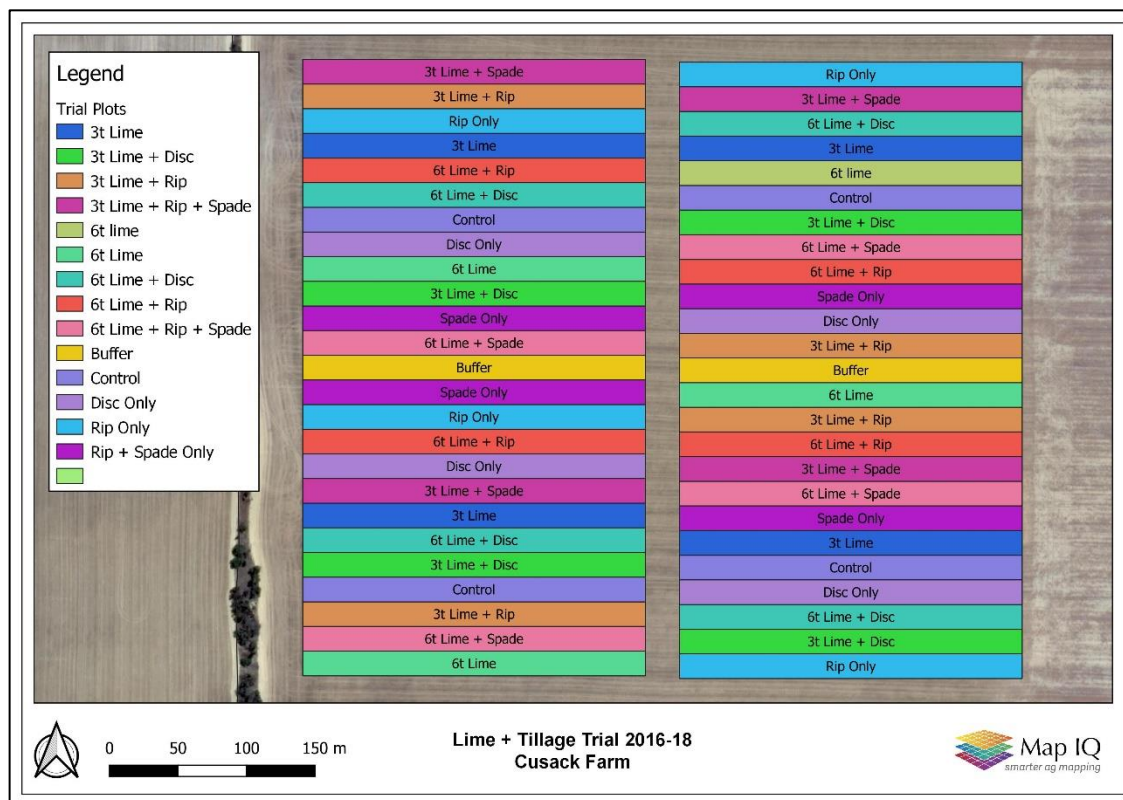 Legend
Trial Plots
3t Lime
3t Lime + Disc
3t Lime + Rip
3t Lime + Rip + Spade
6t lime
6t Lime
6t Lime + Disc
6t Lime + Rip
6t Lime + Rip + Spade
Buffer
Control
Disc Only
Rip Only
Rip + Spade Only
3t Lime + Spade
3t Lime + Rip
Rip Only
3t Lime
6t Lime + Rip
6t Lime + Disc
Control
Disc Only
6t Lime
3t Lime + Disc
Spade Only
6t Lime + Spade
Buffer
Spade Only
Rip Only
6t Lime + Rip
Disc Only
3t Lime + Spade
3t Lime
6t Lime + Disc
3t Lime + Disc
Control
3t Lime + Rip
6t Lime + Spade
6t Lime
Rip Only
3t Lime + Spade
6t Lime + Disc
3t Lime
6t lime
Control
3t Lime + Disc
6t Lime + Spade
6t Lime + Rip
Spade Only
Disc Only
3t Lime + Rip
Buffer
6t Lime
3t Lime + Rip
6t Lime + Rip
3t Lime + Spade
6t Lime + Spade
Spade Only
3t Lime
Control
Disc Only
6t Lime + Disc
3t Lime + Disc
Rip Only
0 50 100 150 m
Lime + Tillage Trial 2016-18
Cusack Farm
Map IQ
smarter ag mapping